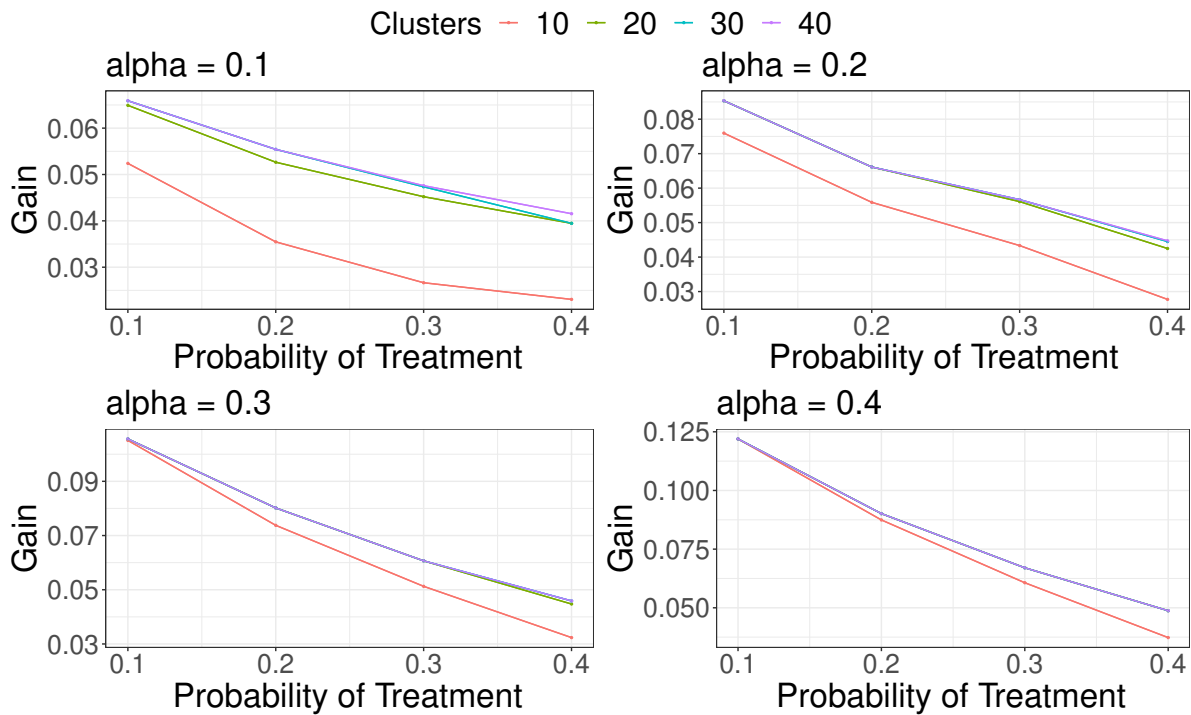 Clusters 10 20 30 40
alpha = 0.1
0.06
0.05
0.04
0.03
Gain
0.1 0.2 0.3 0.4
Probability of Treatment
alpha = 0.2
0.08
0.07
0.06
0.05
0.04
0.03
Gain
0.1 0.2 0.3 0.4
Probability of Treatment
alpha = 0.3
0.09
0.07
0.05
0.03
Gain
0.1 0.2 0.3 0.4
Probability of Treatment
alpha = 0.4
0.125
0.100
0.075
0.050
Gain
0.1 0.2 0.3 0.4
Probability of Treatment